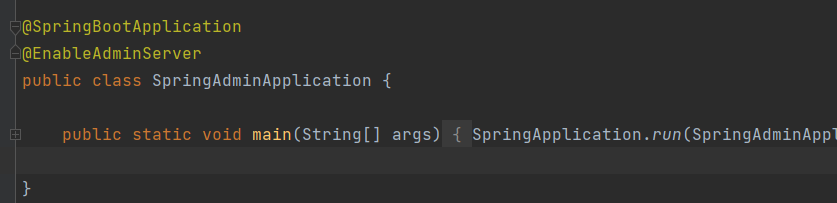 @SpringBootApplication
@EnableAdminServer
public class SpringAdminApplication {
public static void main(String[] args) { SpringApplication.run(SpringAdminAppl
}